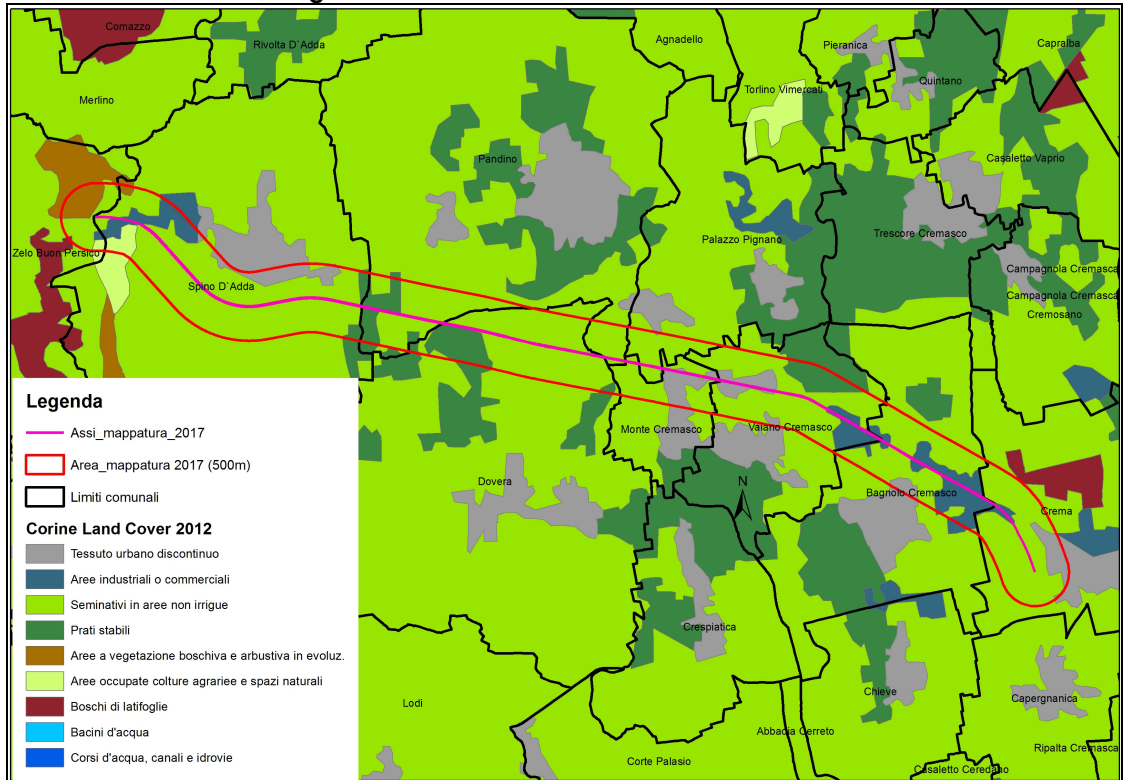 Comazzo
Rivolta D`Adda
Agnadello
Pieranica
Capralba
Quintano
Torlino Vimercati
Merlino
Pandino
Casaletto Vaprio
Palazzo Pignano
Trescore Cremasco
Zelo Buon Persico
Spino D`Adda
Campagnola Cremasca
Campagnola Cremasca
Cremosano
Legenda
Assi_mappatura_2017
Area_mappatura 2017 (500m)
Limiti comunali
Corine Land Cover 2012
Tessuto urbano discontinuo
Aree industriali o commerciali
Seminativi in aree non irrigue
Prati stabili
Aree a vegetazione boschiva e arbustiva in evoluz.
Aree occupate colture agrariee e spazi naturali
Boschi di latifoglie
Bacini d'acqua
Corsi d'acqua, canali e idrovie
Monte Cremasco
Vaiano Cremasco
Dovera
N
Bagnolo Cremasco
Crema
Crespiatica
Lodi
Chieve
Capergnanica
Abbadia Cerreto
Ripalta Cremasca
Corte Palasio
Casaletto Ceredano